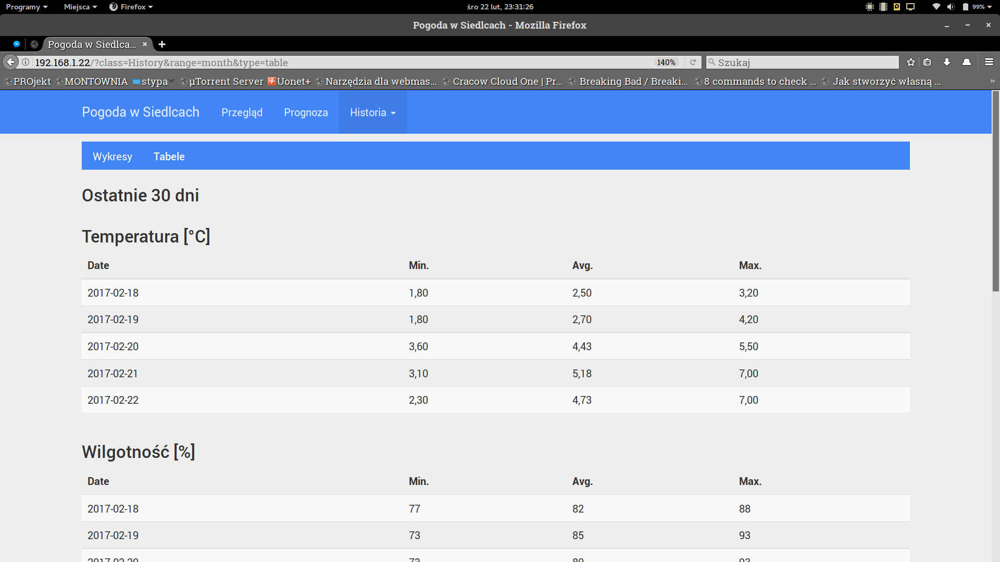 Programy Miejsca Firefox śro 22 lut, 23:31:26 99%
Pogoda w Siedlcach - Mozilla Firefox
Pogoda w Siedlca...
192.168.1.22/?class=History&range=month&type=table 140% Szukaj
PROjekt MONTOWNIA stypa µTorrent Server Uonet+ Narzędzia dla webmas... Cracow Cloud One | Pr... Breaking Bad / Breaki... 8 commands to check ... Jak stworzyć własną ... »
Pogoda w Siedlcach Przegląd Prognoza Historia
Wykresy Tabele
Ostatnie 30 dni
Temperatura [°C]
Date Min. Avg. Max.
2017-02-18 1,80 2,50 3,20
2017-02-19 1,80 2,70 4,20
2017-02-20 3,60 4,43 5,50
2017-02-21 3,10 5,18 7,00
2017-02-22 2,30 4,73 7,00
Wilgotność [%]
Date Min. Avg. Max.
2017-02-18 77 82 88
2017-02-19 73 85 93
2017-02-20 73 93